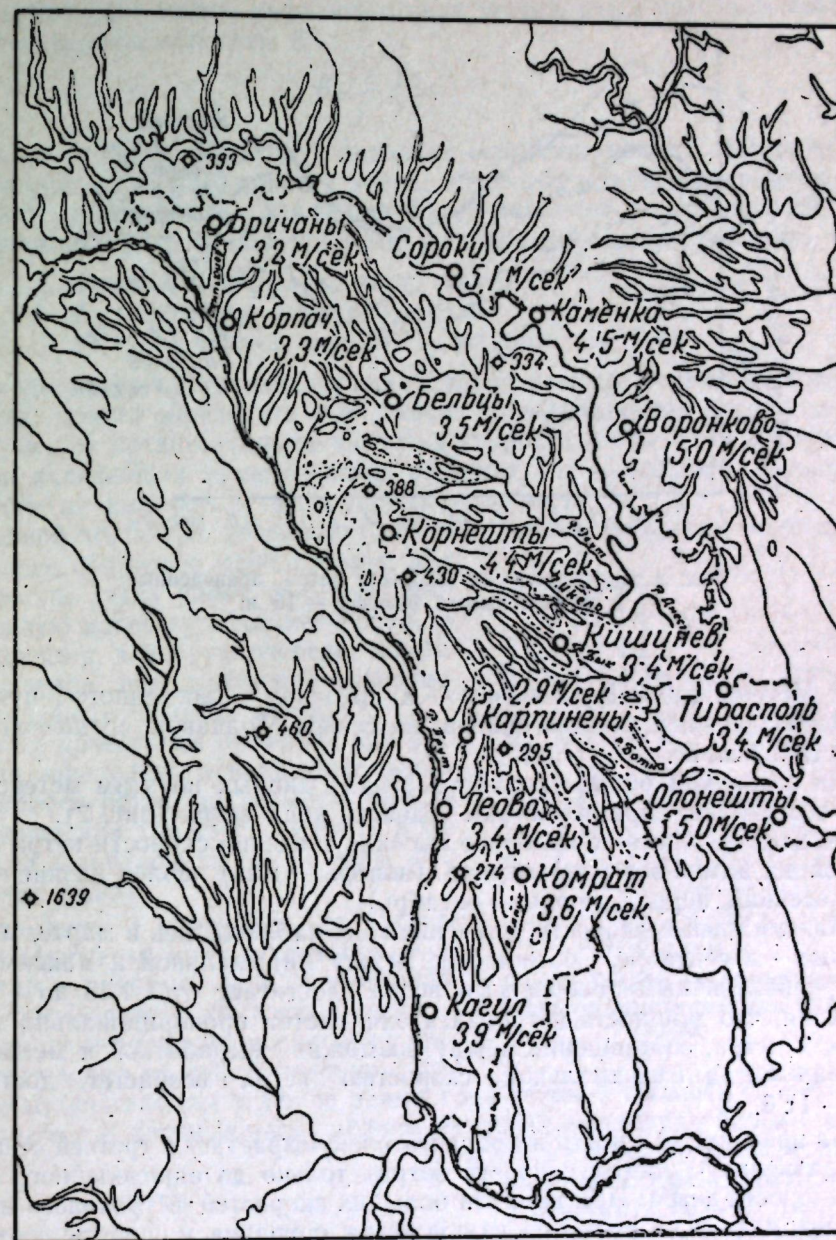 393
Бричаны
3,2 м/сек
Сороки
5,1 м/сек
Каменка
4,5 м/сек
Корпач
3,3 м/сек
334
Бельцы
3,5 м/сек
Воронково
5,0 м/сек
388
Корнешты
4,4 м/сек
430
Кишинев
3,4 м/сек
Бык
2,9 м/сек
Карпинены
Тирасполь
3,4 м/сек
460
295
Ботна
р. Прут
Леово
3,4 м/сек
Олонешты
5,0 м/сек
274
Комрат
3,6 м/сек
1639
Кагул
3,9 м/сек